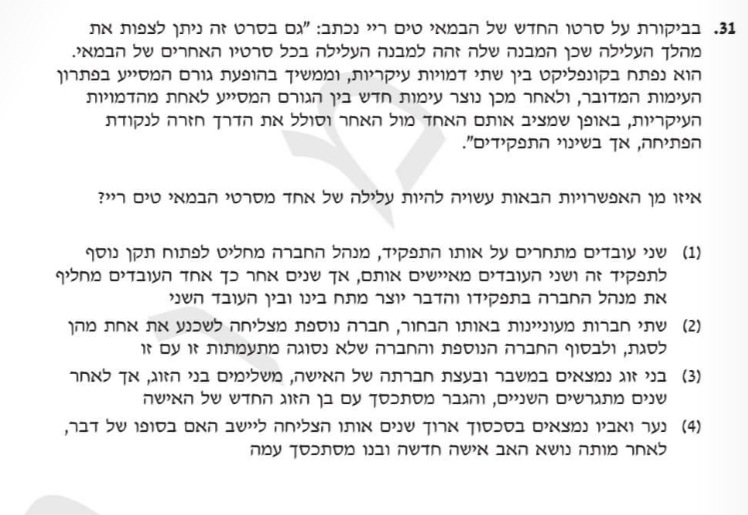 31. בביקורת על סרטו החדש של הבמאי טים ריי נכתב: "גם בסרט זה ניתן לצפות את
מהלך העלילה שכן המבנה שלה זהה למבנה העלילה בכל סרטיו האחרים של הבמאי.
הוא נפתח בקונפליקט בין שתי דמויות עיקריות, וממשיך בהופעת גורם המסייע בפתרון
העימות המדובר, ולאחר מכן נוצר עימות חדש בין הגורם המסייע לאחת מהדמויות
העיקריות, באופן שמציב אותם האחד מול האחר וסולל את הדרך חזרה לנקודת
הפתיחה, אך בשינוי התפקידים".
איזו מן האפשרויות הבאות עשויה להיות עלילה של אחד מסרטי הבמאי טים ריי?
(1) שני עובדים מתחרים על אותו התפקיד, מנהל החברה מחליט לפתוח תקן נוסף
לתפקיד זה ושני העובדים מאיישים אותם, אך שנים אחר כך אחד העובדים מחליף
את מנהל החברה בתפקידו והדבר יוצר מתח בינו ובין העובד השני
(2) שתי חברות מעוניינות באותו הבחור, חברה נוספת מצליחה לשכנע את אחת מהן
לסגת, ולבסוף החברה הנוספת והחברה שלא נסוגה מתעמתות זו עם זו
(3) בני זוג נמצאים במשבר ובעצת חברתה של האישה, משלימים בני הזוג, אך לאחר
שנים מתגרשים השניים, והגבר מסתכסך עם בן הזוג החדש של האישה
(4) נער ואביו נמצאים בסכסוך ארוך שנים אותו הצליחה ליישב האם בסופו של דבר,
לאחר מותה נושא האב אישה חדשה ובנו מסתכסך עמה